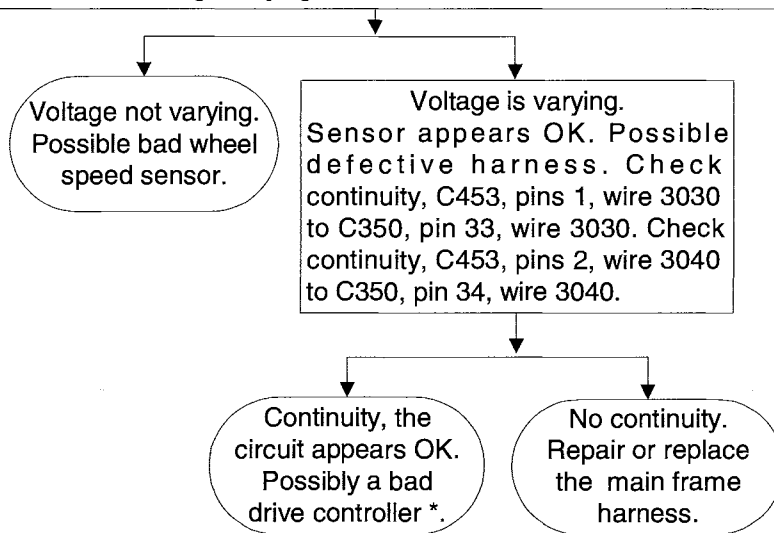 Voltage not varying.
Possible bad wheel
speed sensor.
Voltage is varying.
Sensor appears OK. Possible
defective harness. Check
continuity, C453, pins 1, wire 3030
to C350, pin 33, wire 3030. Check
continuity, C453, pins 2, wire 3040
to C350, pin 34, wire 3040.
Continuity, the
circuit appears OK.
Possibly a bad
drive controller *.
No continuity.
Repair or replace
the main frame
harness.